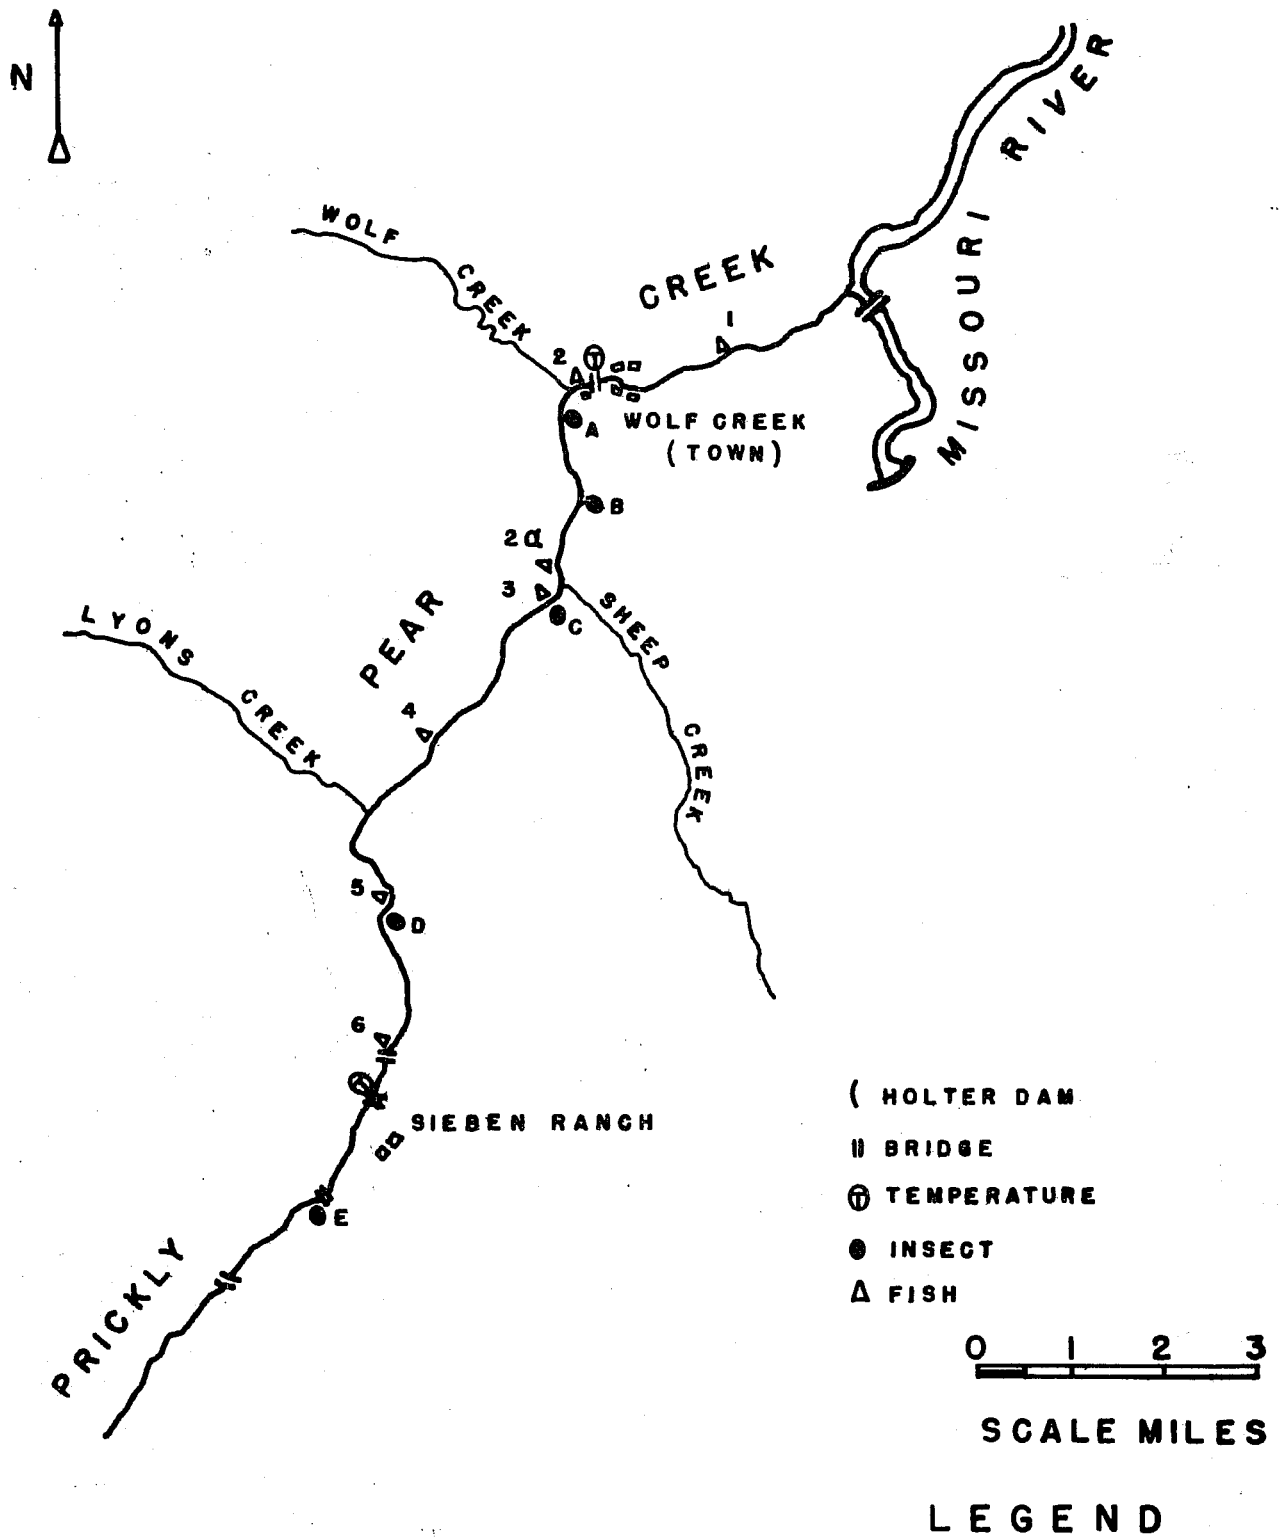 N
MISSOURI RIVER
WOLF CREEK
CREEK
1
2
T
A
WOLF CREEK
(TOWN)
B
2a
3
C
SHEEP CREEK
PEAR
LYONS CREEK
4
5
D
6
T
SIEBEN RANCH
E
PRICKLY
HOLTER DAM
BRIDGE
T TEMPERATURE
INSECT
FISH
0 1 2 3
SCALE MILES
LEGEND